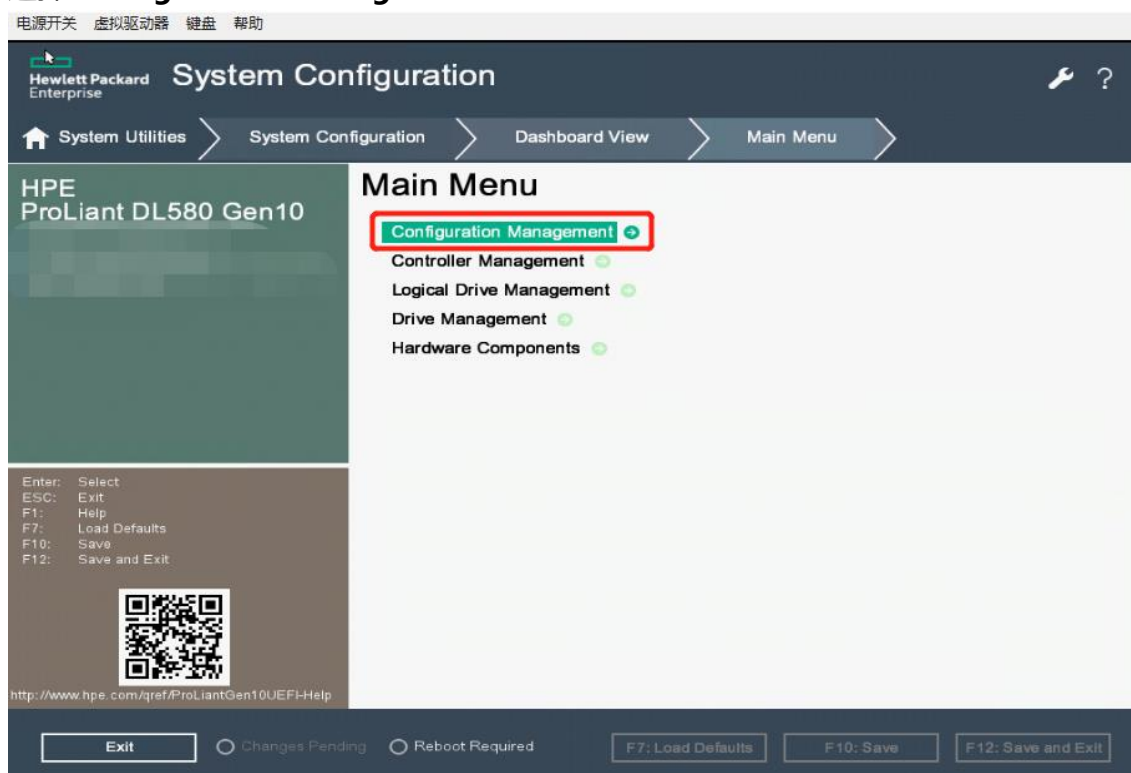 电源开关 虚拟驱动器 键盘 帮助
Hewlett Packard
Enterprise
System Configuration
?
System Utilities
System Configuration
Dashboard View
Main Menu
HPE
ProLiant DL580 Gen10
Main Menu
Configuration Management
Controller Management
Logical Drive Management
Drive Management
Hardware Components
Enter: Select
ESC: Exit
F1: Help
F7: Load Defaults
F10: Save
F12: Save and Exit
http://www.hpe.com/qref/ProLiantGen10UEFI-Help
Exit
Changes Pending
Reboot Required
F7: Load Defaults
F10: Save
F12: Save and Exit